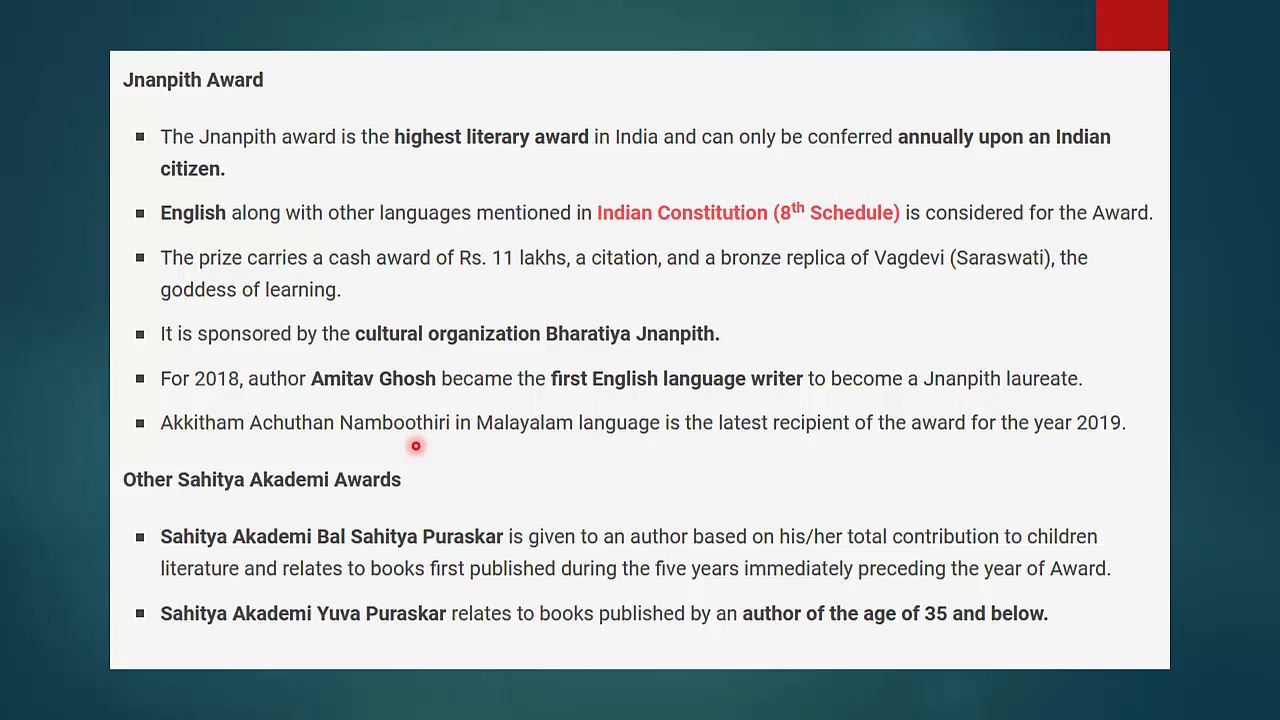 Jnanpith Award
▪ The Jnanpith award is the highest literary award in India and can only be conferred annually upon an Indian
citizen.
▪ English along with other languages mentioned in Indian Constitution (8th Schedule) is considered for the Award.
▪ The prize carries a cash award of Rs. 11 lakhs, a citation, and a bronze replica of Vagdevi (Saraswati), the
goddess of learning.
▪ It is sponsored by the cultural organization Bharatiya Jnanpith.
▪ For 2018, author Amitav Ghosh became the first English language writer to become a Jnanpith laureate.
▪ Akkitham Achuthan Namboothiri in Malayalam language is the latest recipient of the award for the year 2019.
Other Sahitya Akademi Awards
▪ Sahitya Akademi Bal Sahitya Puraskar is given to an author based on his/her total contribution to children
literature and relates to books first published during the five years immediately preceding the year of Award.
▪ Sahitya Akademi Yuva Puraskar relates to books published by an author of the age of 35 and below.